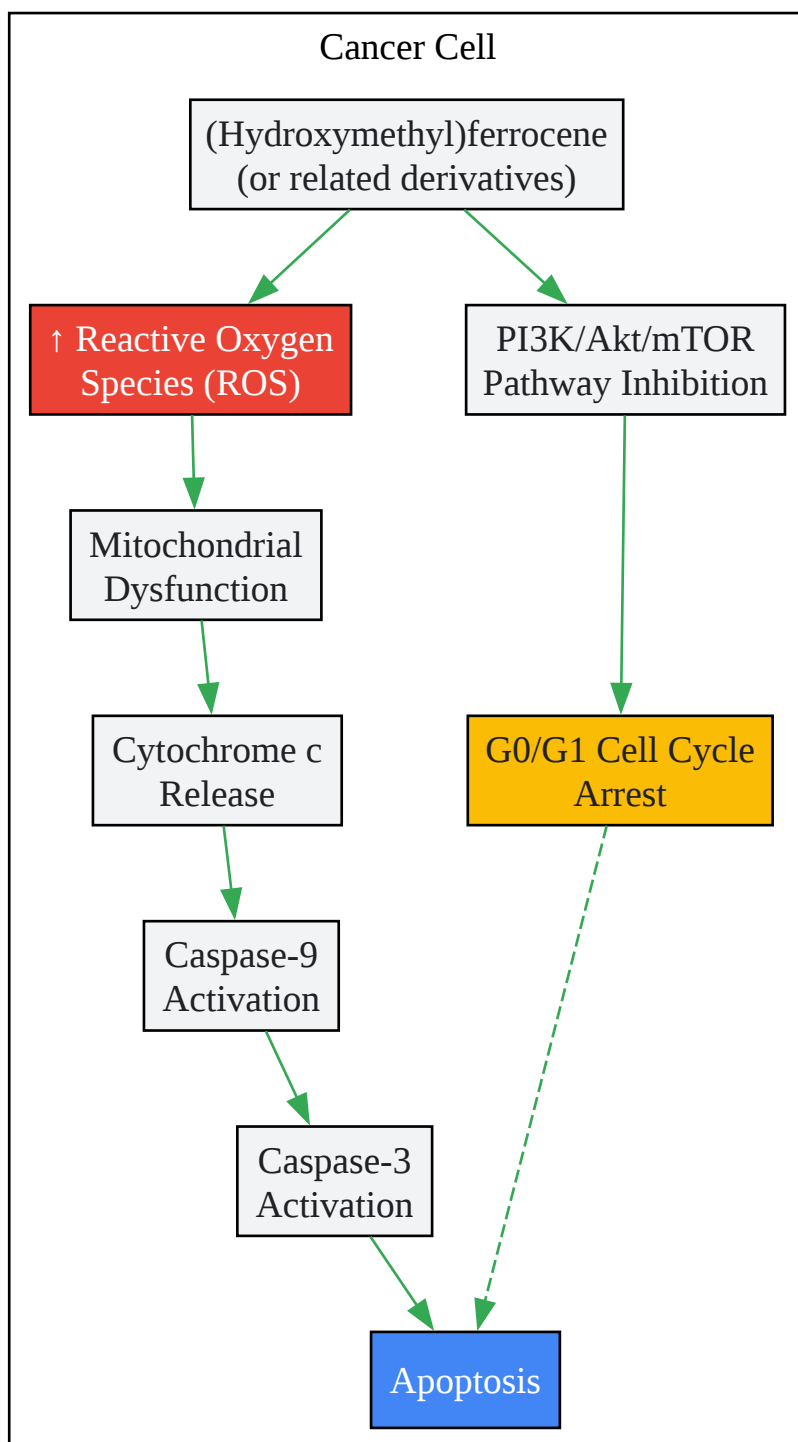 Cancer Cell
(Hydroxymethyl)ferrocene
(or related derivatives)
↑ Reactive Oxygen
Species (ROS)
PI3K/Akt/mTOR
Pathway Inhibition
Mitochondrial
Dysfunction
Cytochrome c
Release
G0/G1 Cell Cycle
Arrest
Caspase-9
Activation
Caspase-3
Activation
Apoptosis